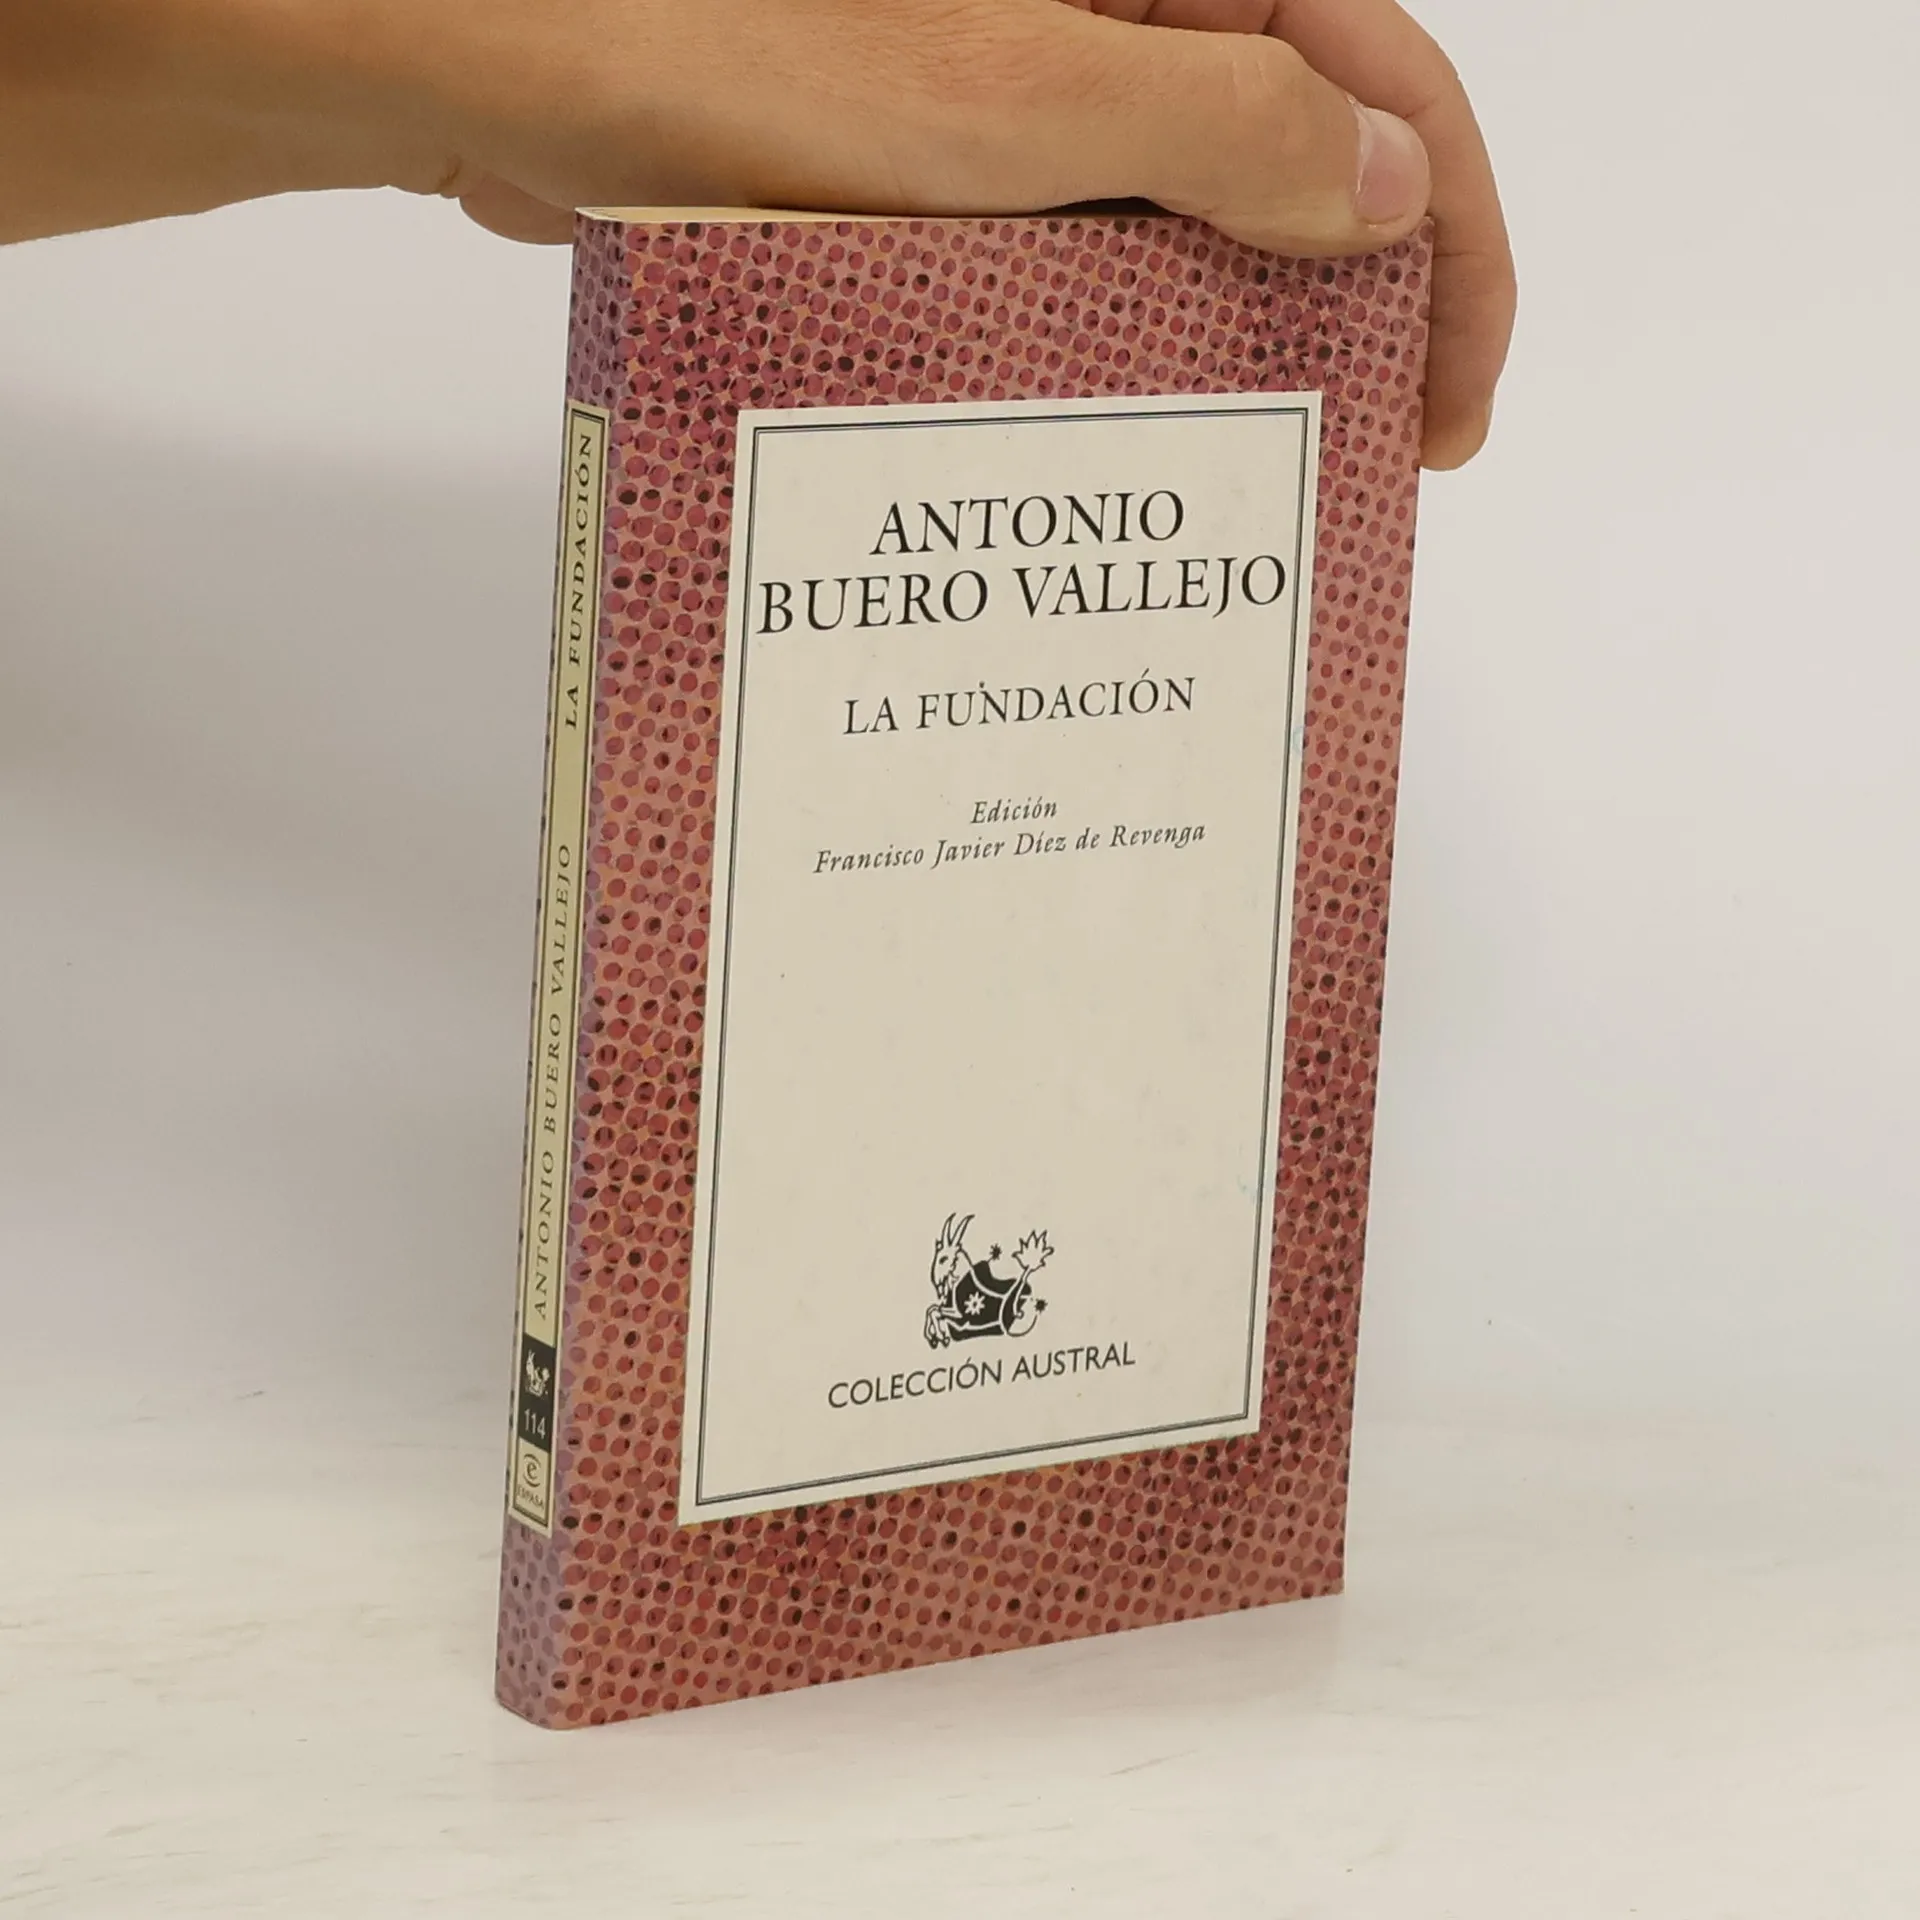 ANTONIO
BUERO VALLEJO
LA FUNDACIÓN
Edición
Francisco Javier Díez de Revenga
COLECCIÓN AUSTRAL
ANTONIO BUERO VALLEJO LA FUNDACIÓN
114
e
ESPASA